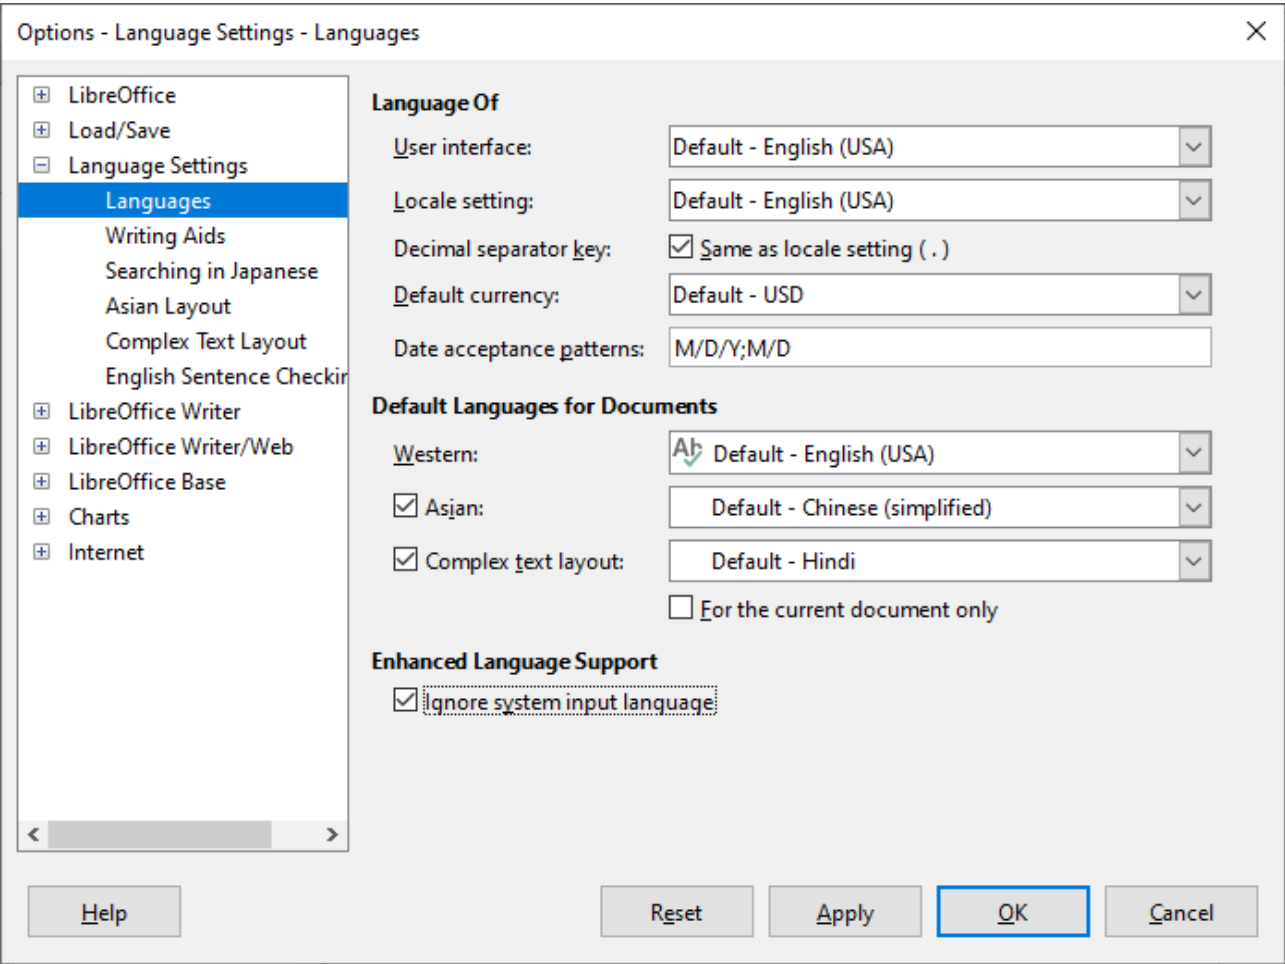 Options - Language Settings - Languages
LibreOffice
Load/Save
Language Settings
Languages
Writing Aids
Searching in Japanese
Asian Layout
Complex Text Layout
English Sentence Checkin
LibreOffice Writer
LibreOffice Writer/Web
LibreOffice Base
Charts
Internet
Language Of
User interface: Default - English (USA)
Locale setting: Default - English (USA)
Decimal separator key: Same as locale setting ( . )
Default currency: Default - USD
Date acceptance patterns: M/D/Y;M/D
Default Languages for Documents
Western: Ab Default - English (USA)
Asian: Default - Chinese (simplified)
Complex text layout: Default - Hindi
For the current document only
Enhanced Language Support
Ignore system input language
Help Reset Apply OK Cancel